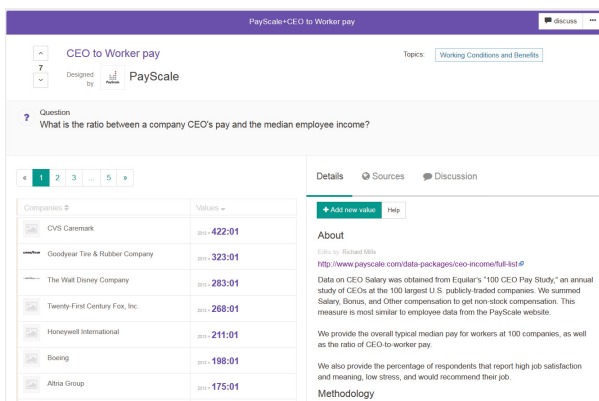 PayScale+CEO to Worker pay
discuss
CEO to Worker pay
7
Designed by
PayScale
Topics:
Working Conditions and Benefits
?
Question
What is the ratio between a company CEO's pay and the median employee income?
« 1 2 3 ... 5 »
Companies
Values
CVS Caremark
422:01
Goodyear Tire & Rubber Company
323:01
The Walt Disney Company
283:01
Twenty-First Century Fox, Inc.
268:01
Honeywell International
211:01
Boeing
198:01
Altria Group
175:01
Details
Sources
Discussion
+ Add new value
Help
About
Edits by Richard Mills
http://www.payscale.com/data-packages/ceo-income/full-list
Data on CEO Salary was obtained from Equilar's "100 CEO Pay Study," an annual
study of CEOs at the 100 largest U.S. publicly-traded companies. We summed
Salary, Bonus, and Other compensation to get non-stock compensation. This
measure is most similar to employee data from the PayScale website.
We provide the overall typical median pay for workers at 100 companies, as well
as the ratio of CEO-to-worker pay.
We also provide the percentage of respondents that report high job satisfaction
and meaning, low stress, and would recommend their job.
Methodology